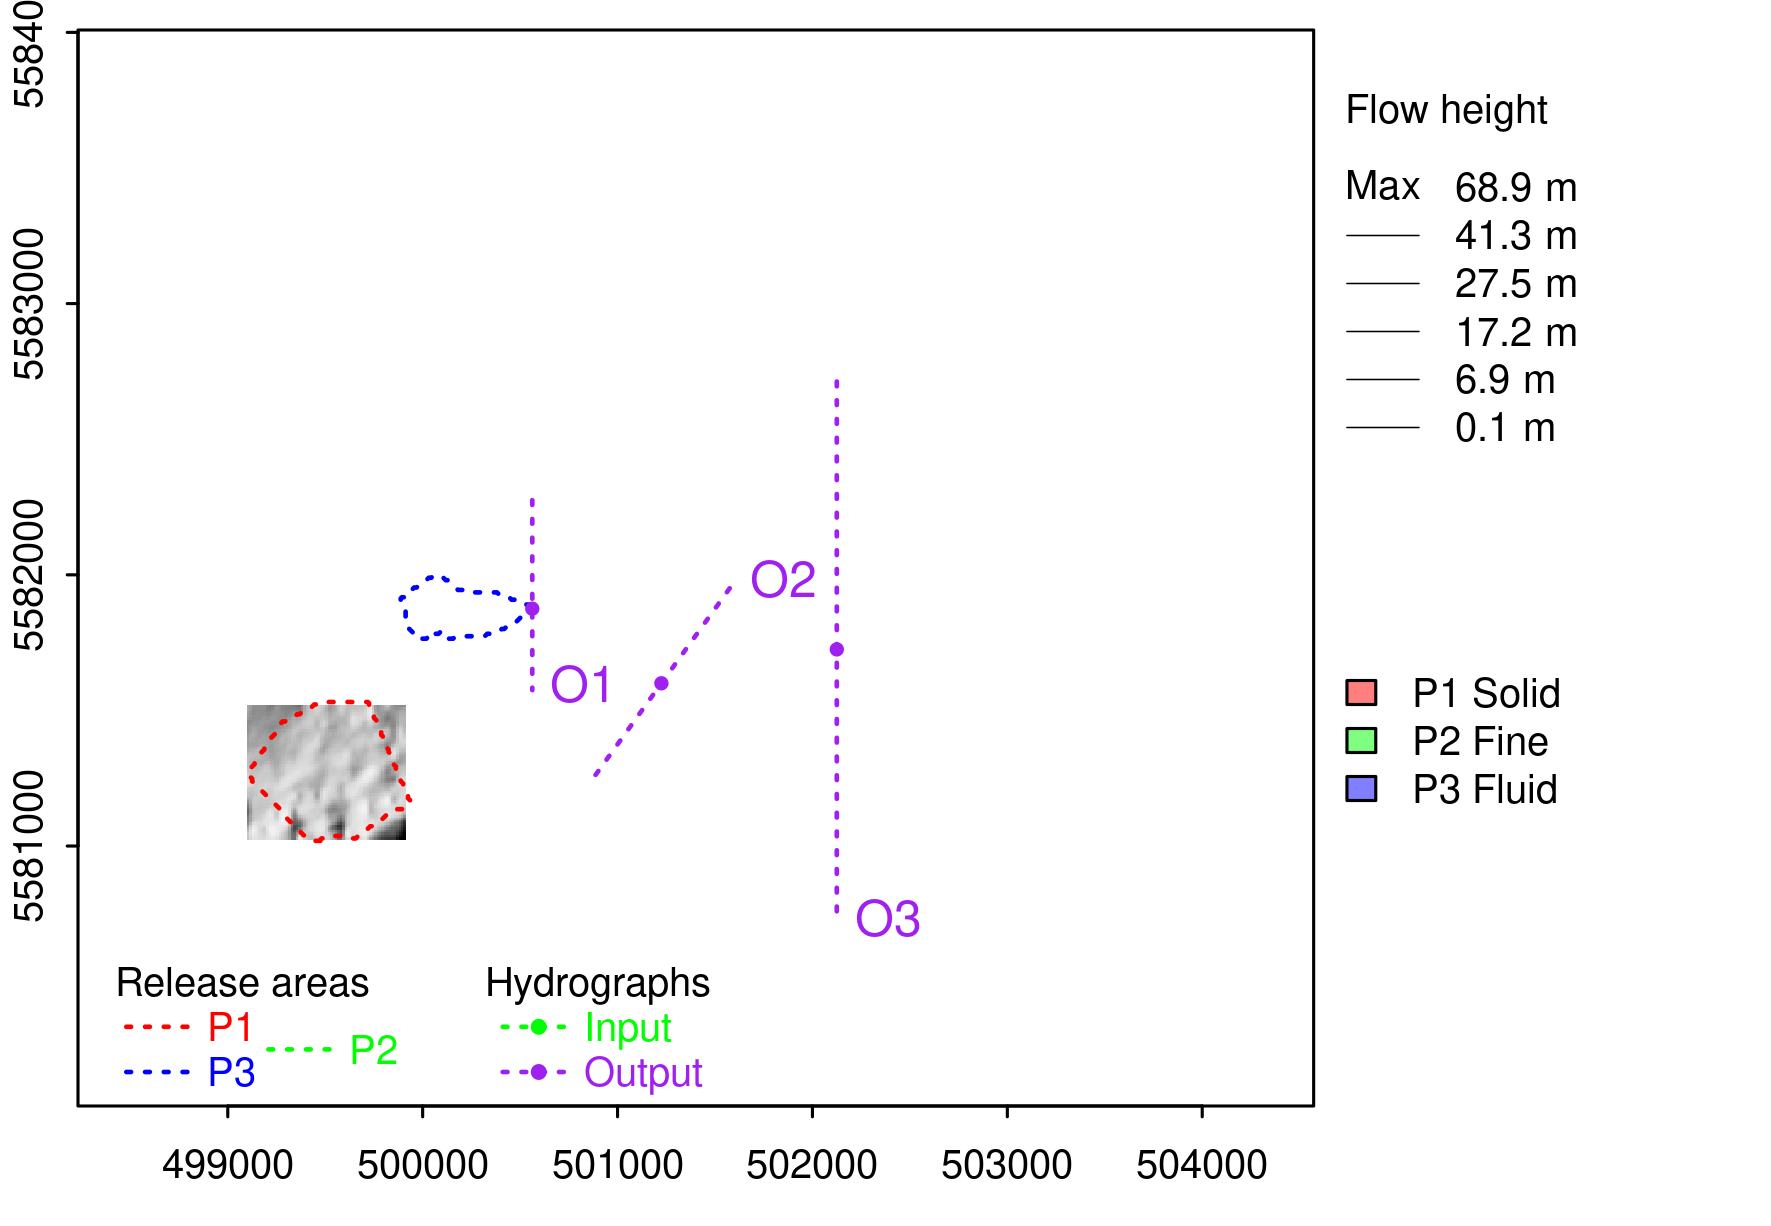 55840
5583000
5582000
5581000
499000
500000
501000
502000
503000
504000
O1
O2
O3
Release areas
P1
P2
P3
Hydrographs
Input
Output
Flow height
Max 68.9 m
41.3 m
27.5 m
17.2 m
6.9 m
0.1 m
P1 Solid
P2 Fine
P3 Fluid